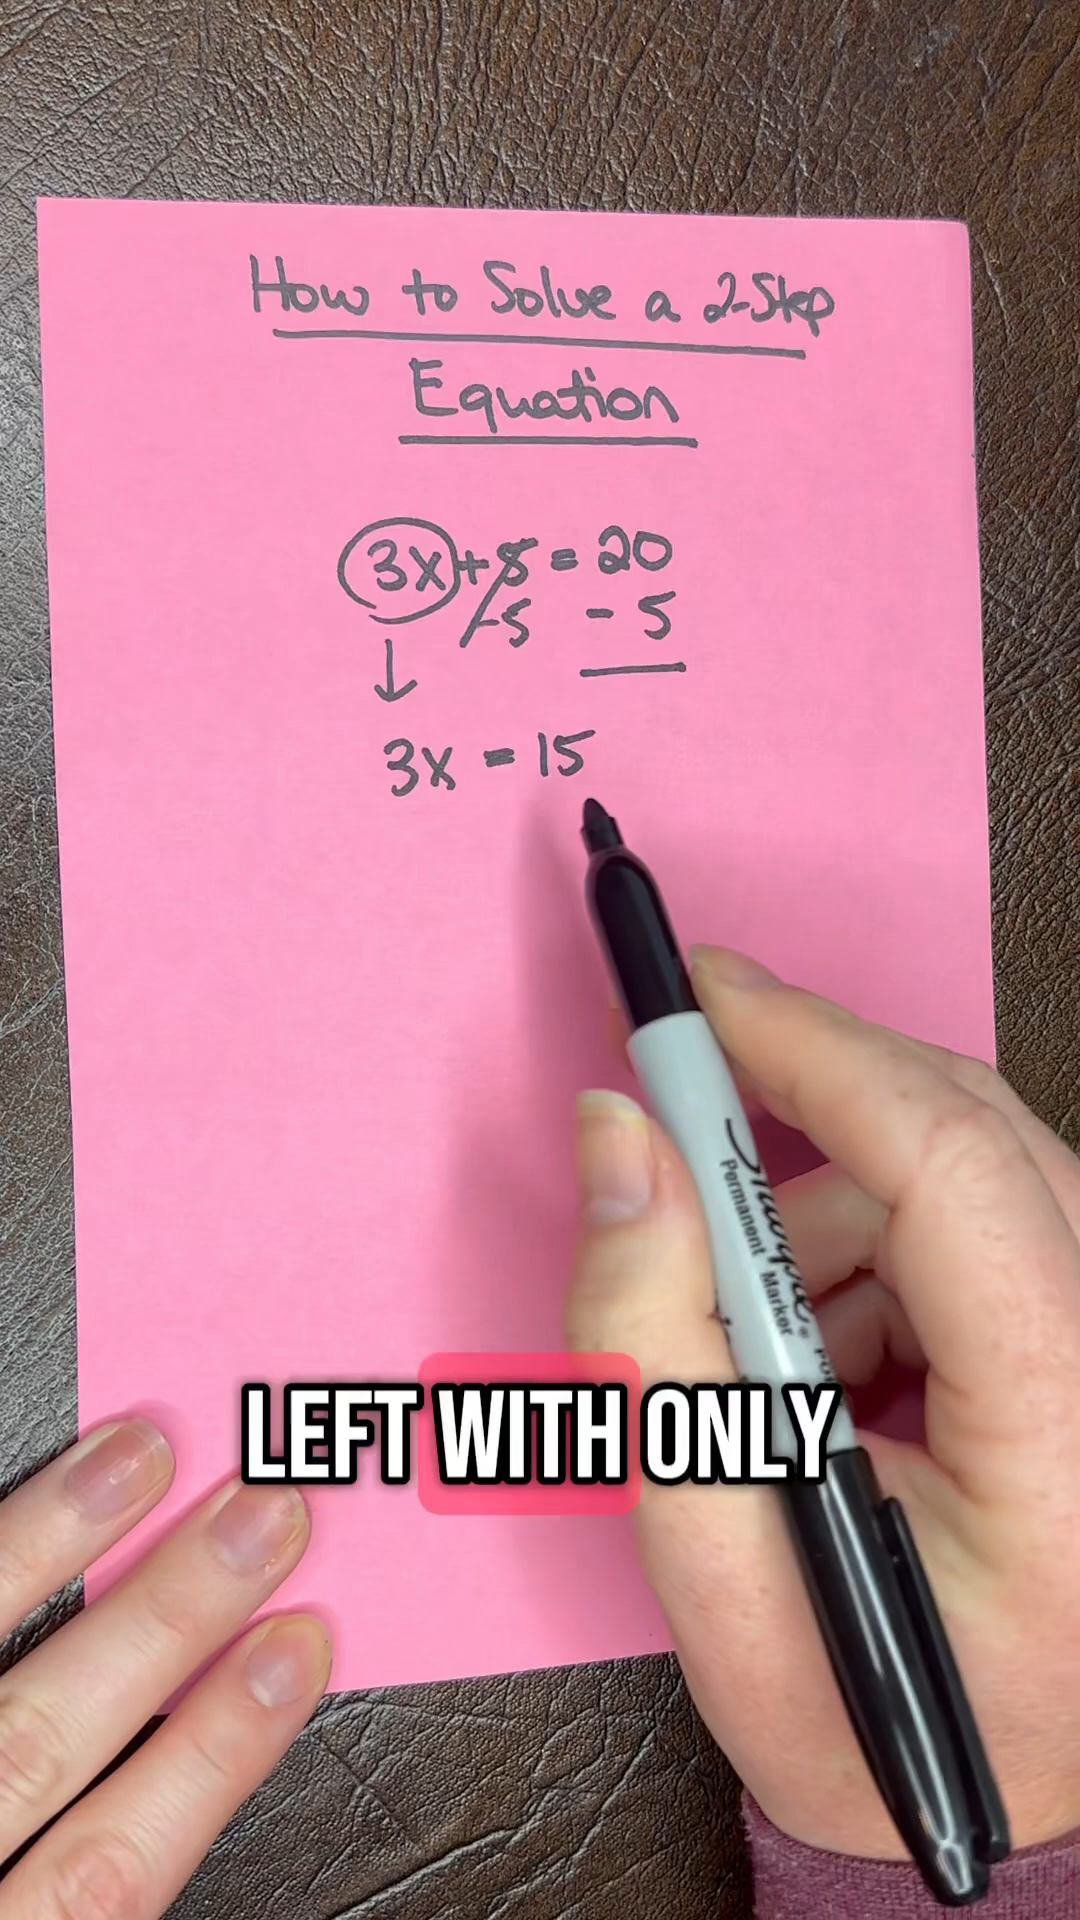 How to Solve a 2-Step
Equation
3x + 5 = 20
-5 - 5
3x = 15
Sharpie®
Permanent Marker
LEFT WITH ONLY